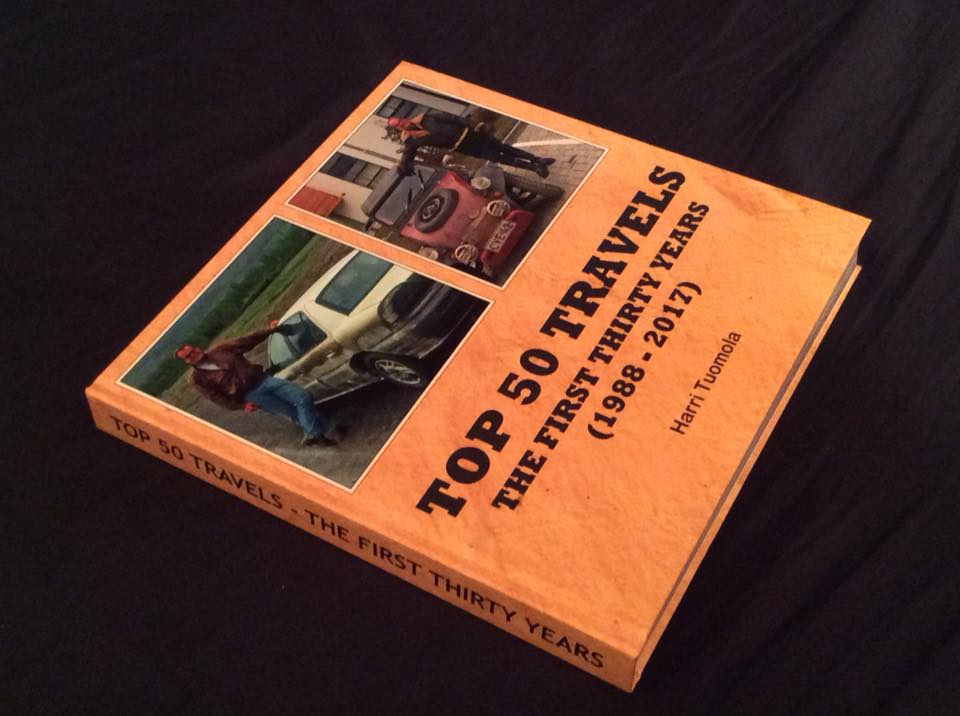 TOP 50 TRAVELS
THE FIRST THIRTY YEARS
(1988 - 2017)
Harri Tuomola
TOP 50 TRAVELS - THE FIRST THIRTY YEARS